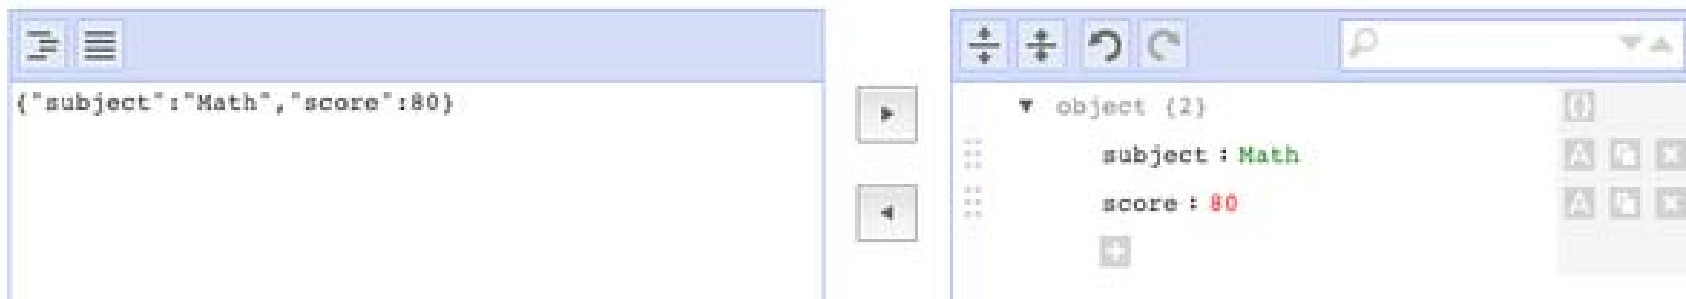 {"subject":"Math","score":80}
object {2}
subject : Math
score : 80